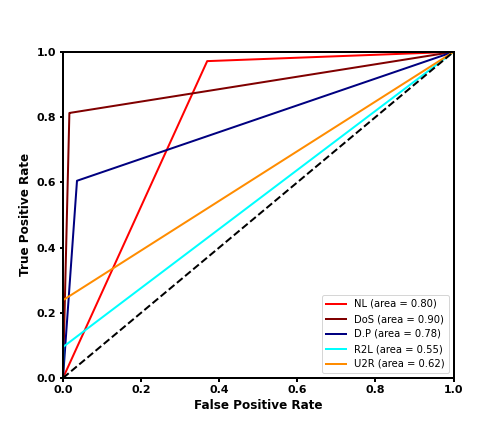 1.0
0.8
0.6
0.4
0.2
0.0
True Positive Rate
NL (area = 0.80)
DoS (area = 0.90)
D.P (area = 0.78)
R2L (area = 0.55)
U2R (area = 0.62)
0.0 0.2 0.4 0.6 0.8 1.0
False Positive Rate